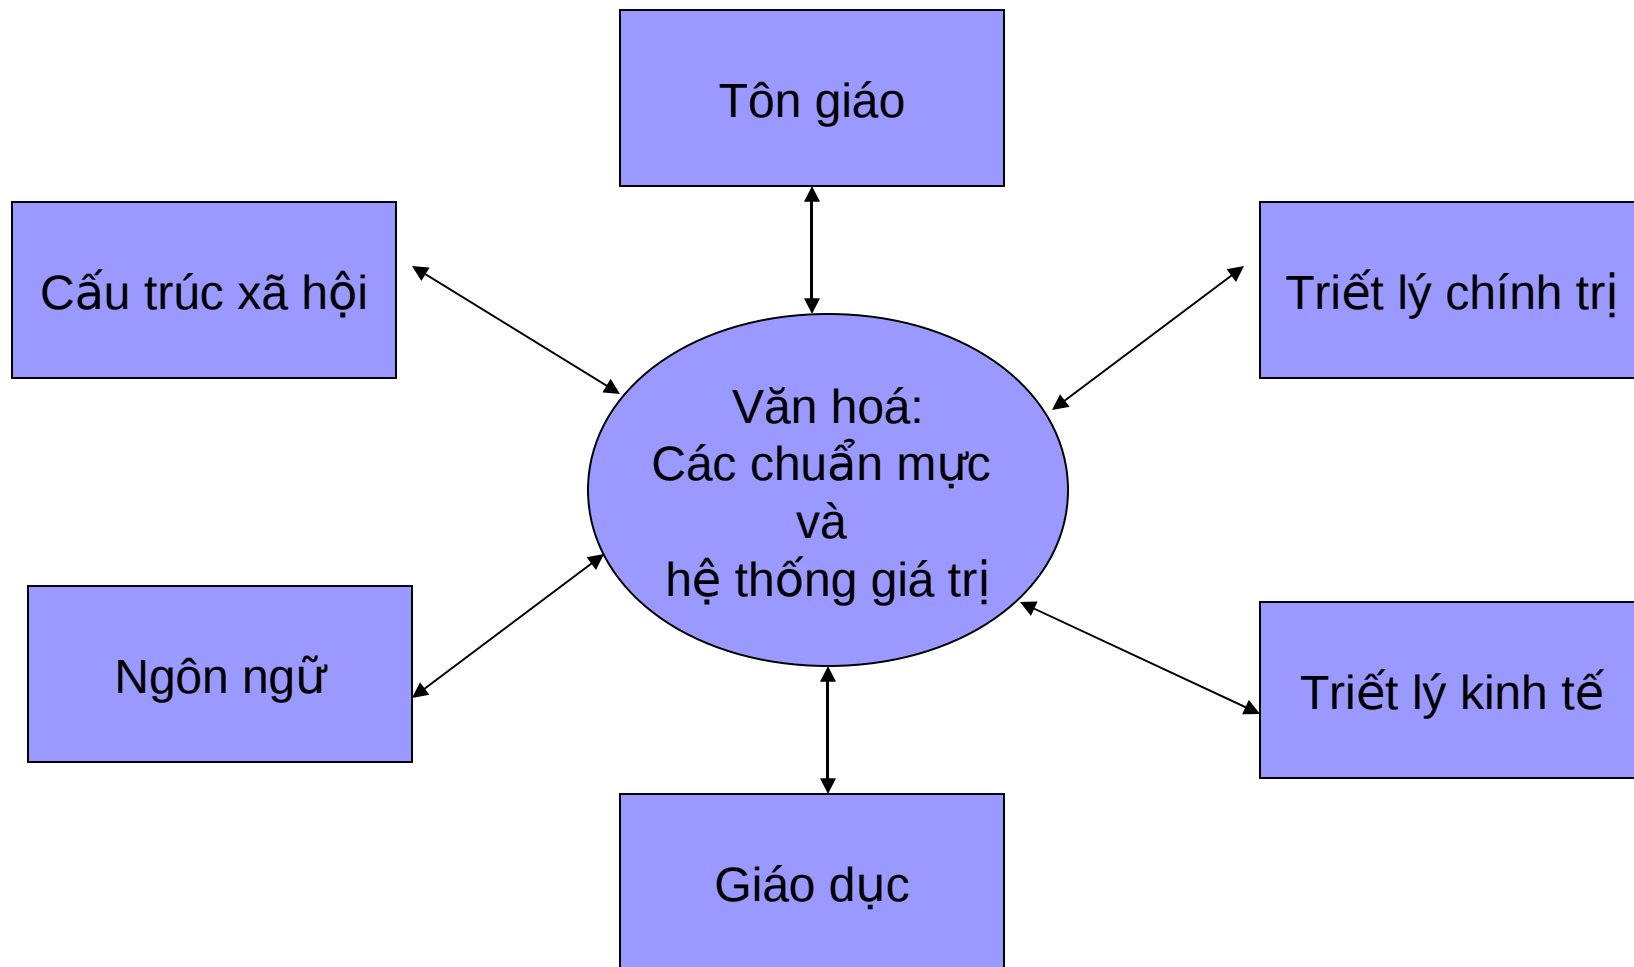 Tôn giáo
Cấu trúc xã hội
Triết lý chính trị
Văn hoá:
Các chuẩn mực
và
hệ thống giá trị
Ngôn ngữ
Triết lý kinh tế
Giáo dục